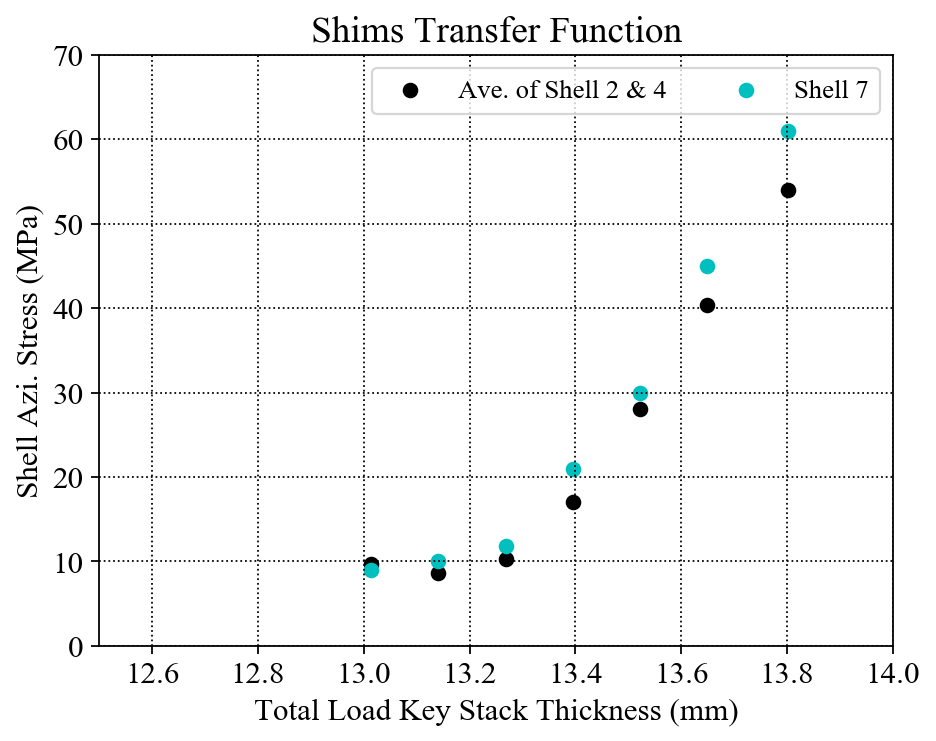 Shims Transfer Function
Ave. of Shell 2 & 4
Shell 7
Shell Azi. Stress (MPa)
70
60
50
40
30
20
10
0
12.6 12.8 13.0 13.2 13.4 13.6 13.8 14.0
Total Load Key Stack Thickness (mm)